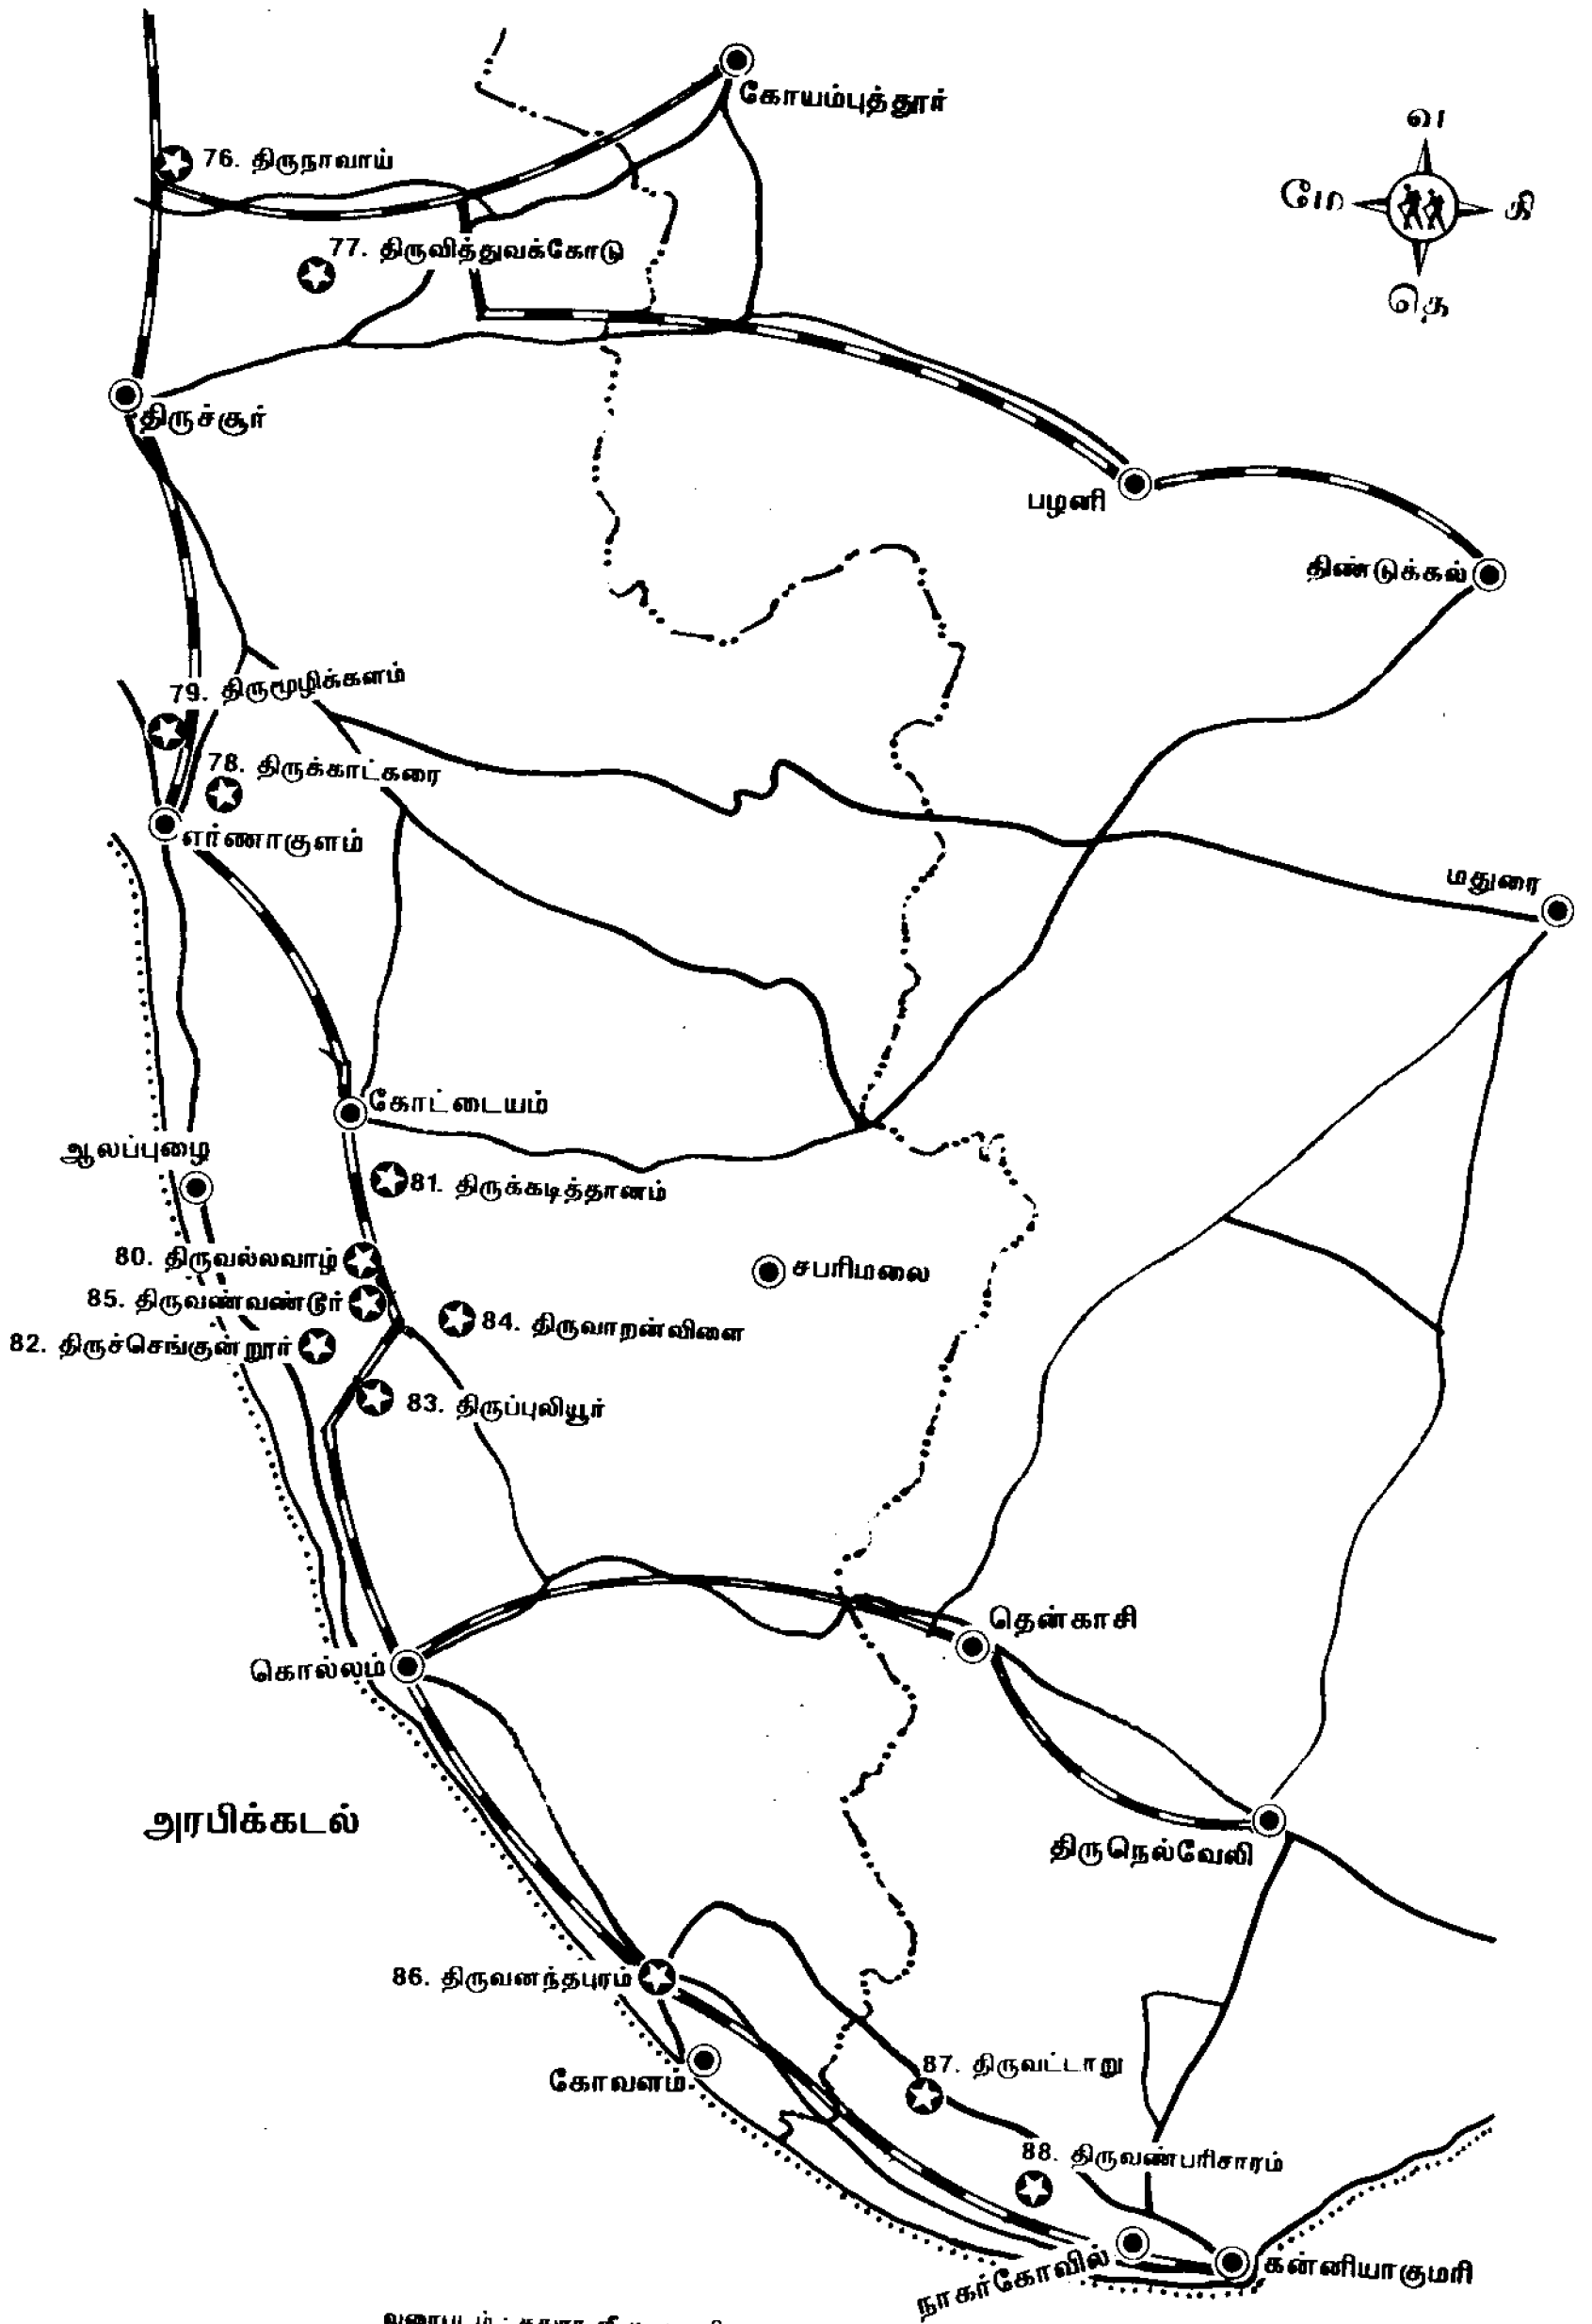 கோயம்புத்தூர்
வ
மே
கி
தெ
76. திருநாவாய்
77. திருவித்துவக்கோடு
திருச்சூர்
பழனி
திண்டுக்கல்
79. திருமூழிக்களம்
78. திருக்காட்கரை
எர்ணாகுளம்
மதுரை
கோட்டையம்
ஆலப்புழை
81. திருக்கடித்தானம்
80. திருவல்லவாழ்
சபரிமலை
85. திருவண்வண்டூர்
84. திருவாறன்விளை
82. திருச்செங்குன்றூர்
83. திருப்புலியூர்
தென்காசி
கொல்லம்
அரபிக்கடல்
திருநெல்வேலி
86. திருவனந்தபுரம்
கோவளம்
87. திருவட்டாறு
88. திருவண்பரிசாரம்
நாகர்கோவில்
கன்னியாகுமரி
வரைபடம் :